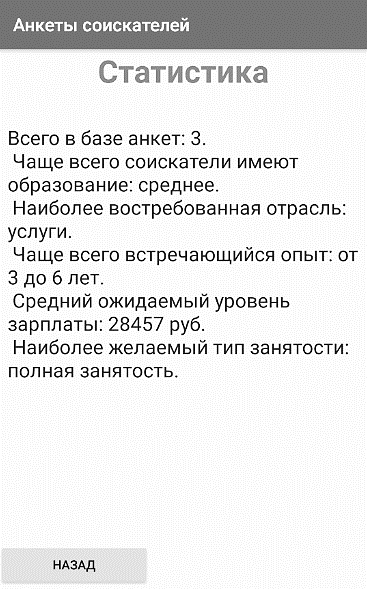 Анкеты соискателей
Статистика
Всего в базе анкет: 3.
Чаще всего соискатели имеют
образование: среднее.
Наиболее востребованная отрасль:
услуги.
Чаще всего встречающийся опыт: от
3 до 6 лет.
Средний ожидаемый уровень
зарплаты: 28457 руб.
Наиболее желаемый тип занятости:
полная занятость.
НАЗАД